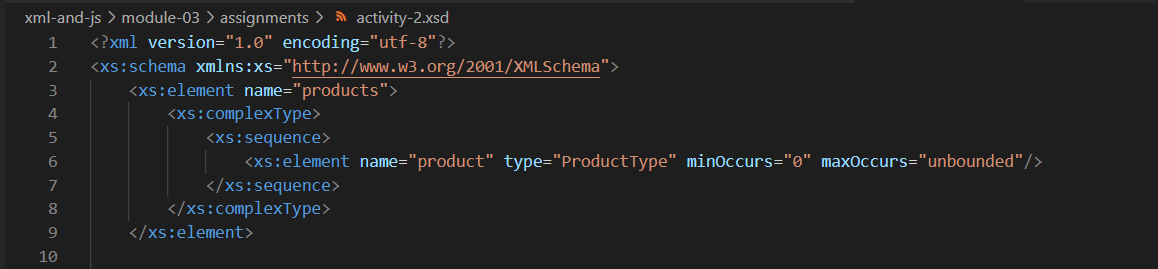 xml-and-js > module-03 > assignments > activity-2.xsd
1 <?xml version="1.0" encoding="utf-8"?>
2 <xs:schema xmlns:xs="http://www.w3.org/2001/XMLSchema">
3     <xs:element name="products">
4         <xs:complexType>
5             <xs:sequence>
6                 <xs:element name="product" type="ProductType" minOccurs="0" maxOccurs="unbounded"/>
7             </xs:sequence>
8         </xs:complexType>
9     </xs:element>
10